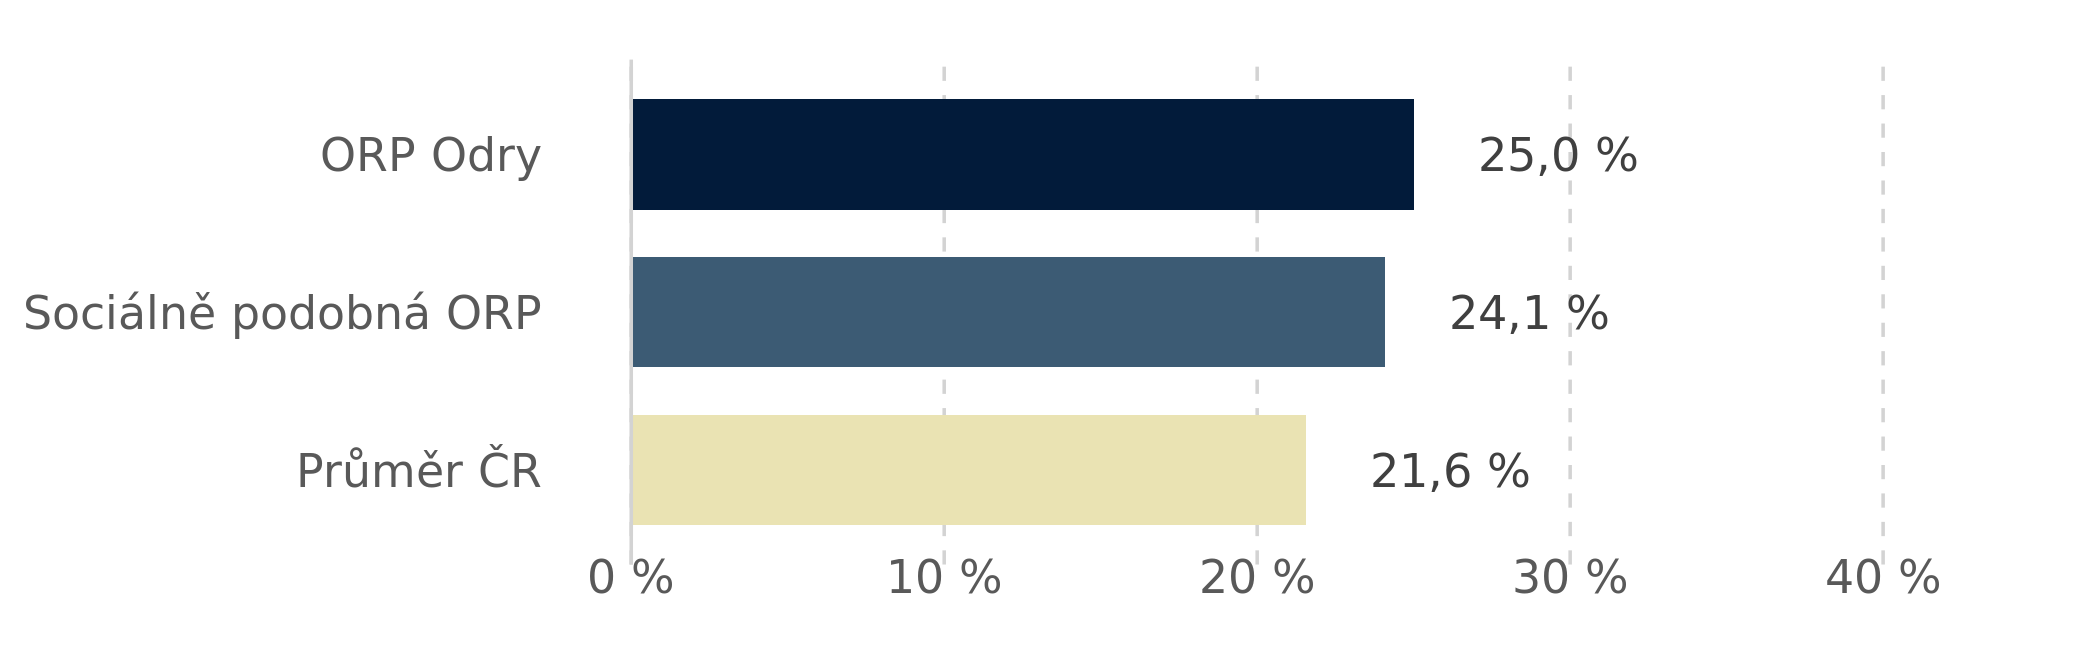 ORP Odry
25,0 %
Sociálně podobná ORP
24,1 %
Průměr ČR
21,6 %
0 %
10 %
20 %
30 %
40 %